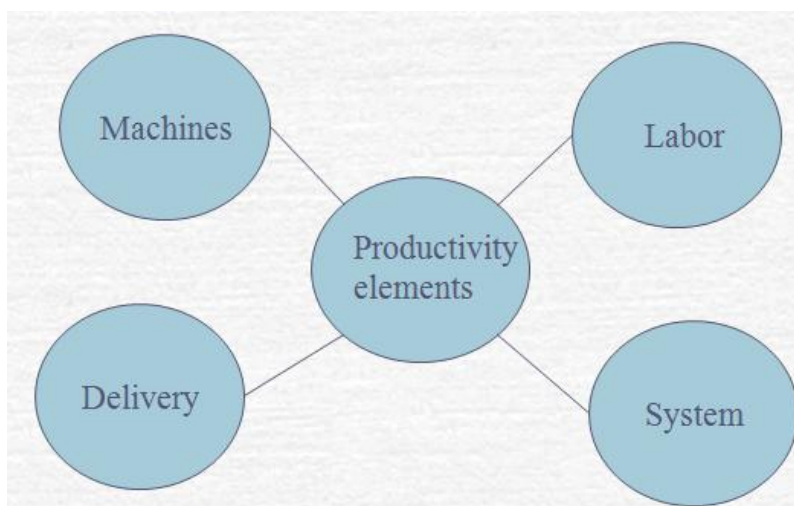 Machines
Labor
Productivity
elements
Delivery
System